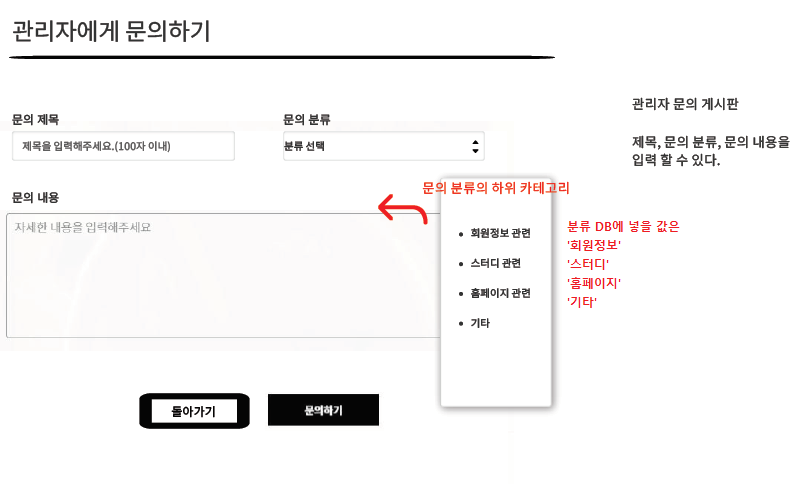 관리자에게 문의하기
관리자 문의 게시판
제목, 문의 분류, 문의 내용을
입력 할 수 있다.
문의 제목
제목을 입력해주세요.(100자 이내)
문의 분류
분류 선택
문의 내용
자세한 내용을 입력해주세요
문의 분류의 하위 카테고리
• 회원정보 관련
• 스터디 관련
• 홈페이지 관련
• 기타
분류 DB에 넣을 값은
'회원정보'
'스터디'
'홈페이지'
'기타'
돌아가기
문의하기